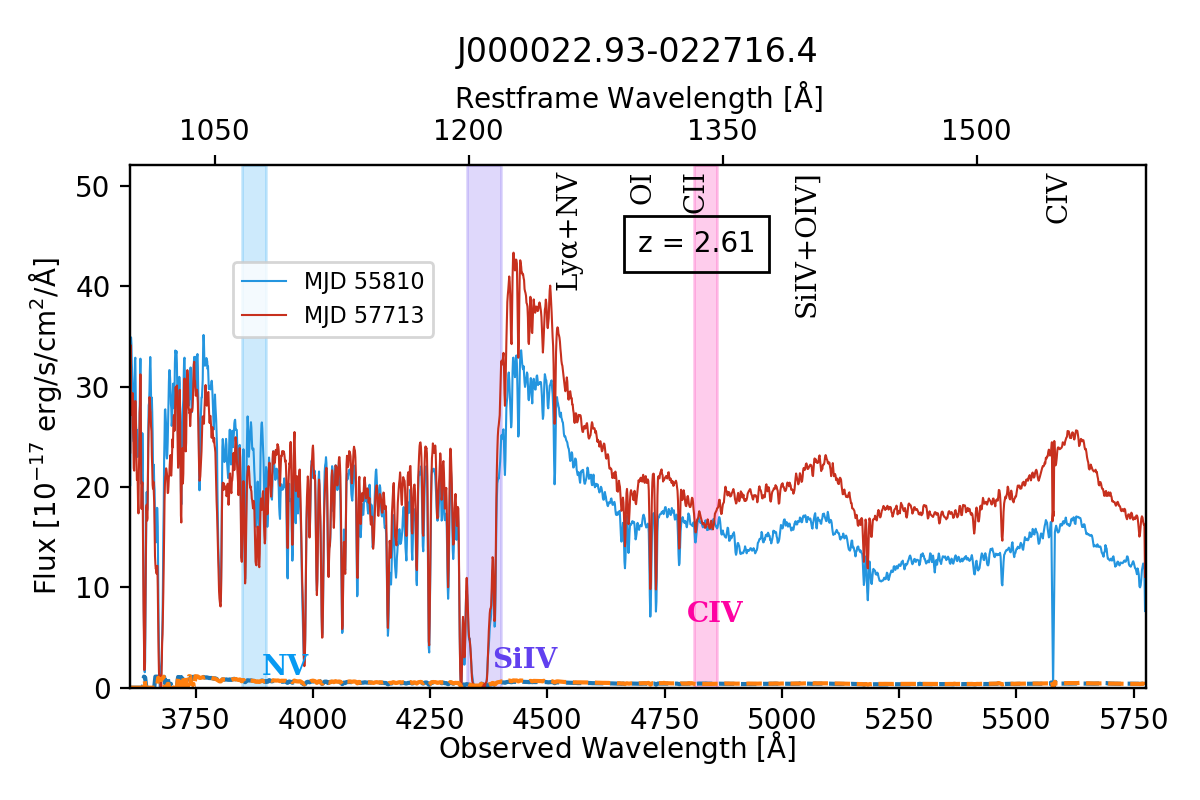 J000022.93-022716.4
Restframe Wavelength [Å]
1050 1200 1350 1500
50
40
30
20
10
0
Flux [10⁻¹⁷ erg/s/cm²/Å]
Lyα+NV
OI
CII
SiIV+OIV]
CIV
z = 2.61
MJD 55810
MJD 57713
CIV
NV
SiIV
3750 4000 4250 4500 4750 5000 5250 5500 5750
Observed Wavelength [Å]